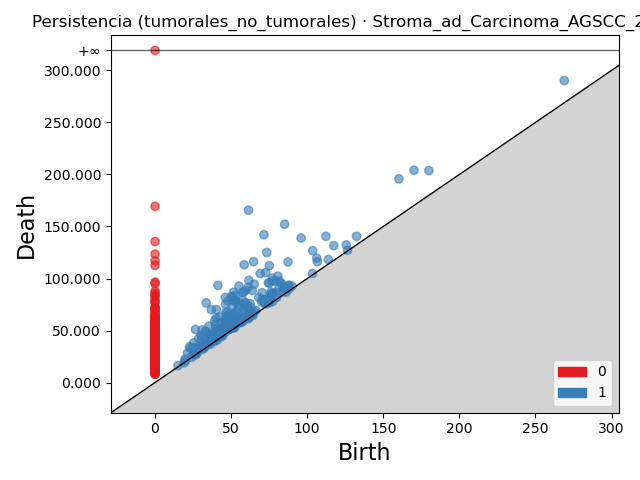 Persistencia (tumorales_no_tumorales) · Stroma_ad_Carcinoma_AGSCC_2
+∞
300.000
250.000
200.000
150.000
100.000
50.000
0.000
Death
0
1
0 50 100 150 200 250 300
Birth